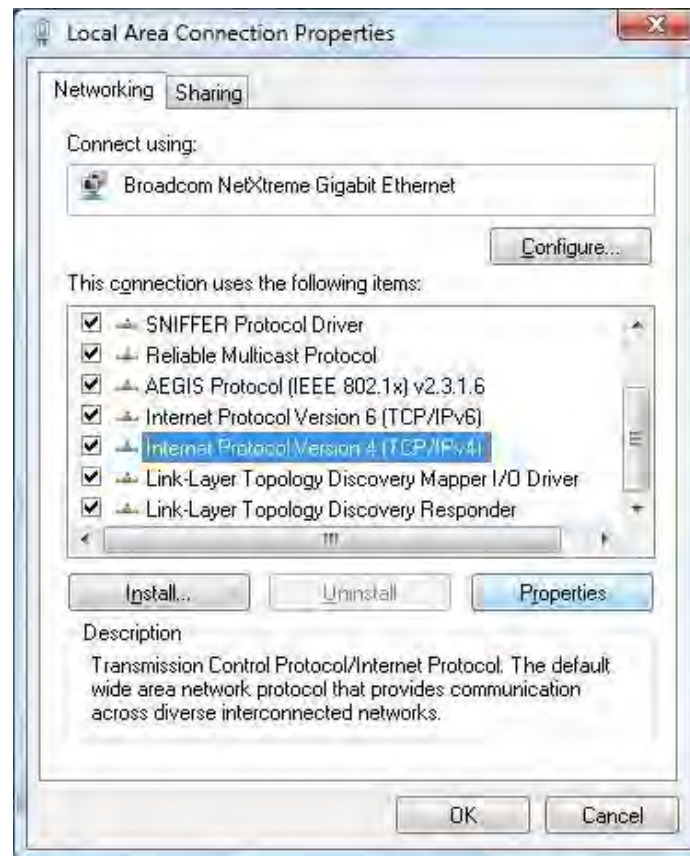 Local Area Connection Properties
Networking
Sharing
Connect using:
Broadcom NetXtreme Gigabit Ethernet
Configure...
This connection uses the following items:
SNIFFER Protocol Driver
Reliable Multicast Protocol
AEGIS Protocol (IEEE 802.1x) v2.3.1.6
Internet Protocol Version 6 (TCP/IPv6)
Internet Protocol Version 4 (TCP/IPv4)
Link-Layer Topology Discovery Mapper I/O Driver
Link-Layer Topology Discovery Responder
Install...
Uninstall
Properties
Description
Transmission Control Protocol/Internet Protocol. The default
wide area network protocol that provides communication
across diverse interconnected networks.
OK
Cancel